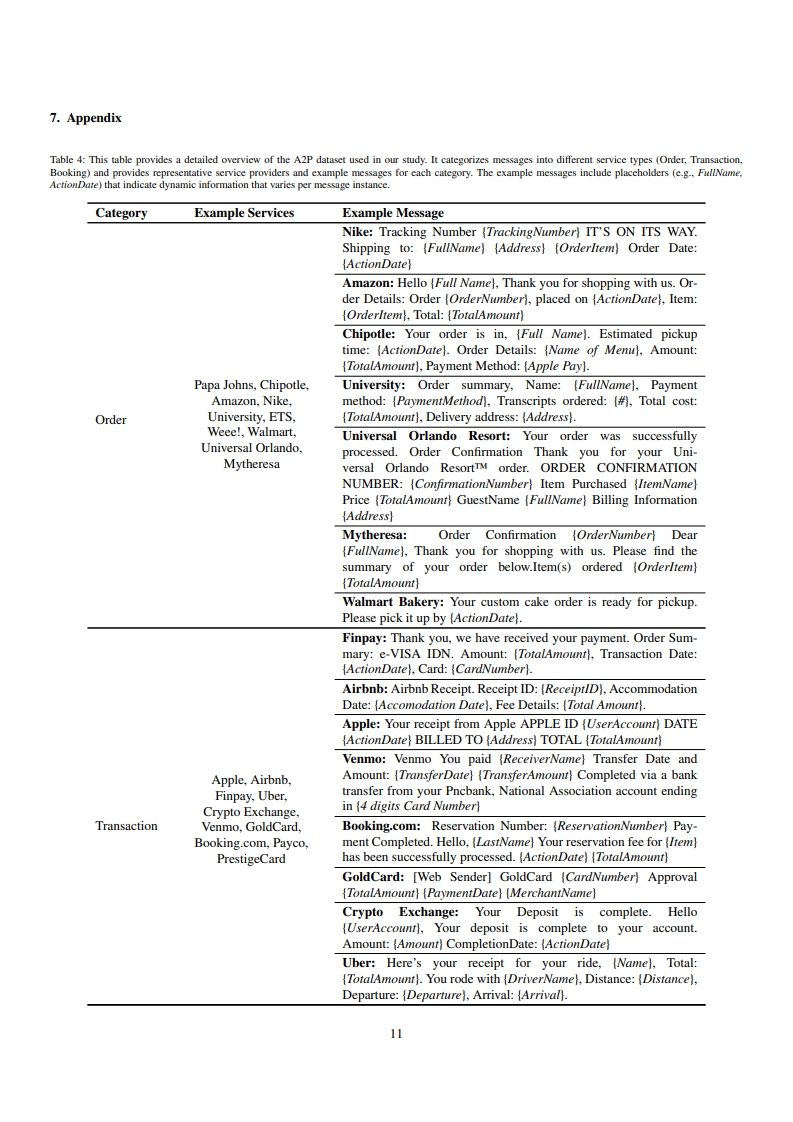 7. Appendix
Table 4: This table provides a detailed overview of the A2P dataset used in our study. It categorizes messages into different service types (Order, Transaction,
Booking) and provides representative service providers and example messages for each category. The example messages include placeholders (e.g., FullName,
ActionDate) that indicate dynamic information that varies per message instance.
Category Example Services Example Message
Order
Papa Johns, Chipotle,
Amazon, Nike,
University, ETS,
Weee!, Walmart,
Universal Orlando,
Mytheresa
Nike: Tracking Number {TrackingNumber} IT'S ON ITS WAY.
Shipping to: {FullName} {Address} {OrderItem} Order Date:
{ActionDate}
Amazon: Hello {Full Name}, Thank you for shopping with us. Or-
der Details: Order {OrderNumber}, placed on {ActionDate}, Item:
{OrderItem}, Total: {TotalAmount}
Chipotle: Your order is in, {Full Name}. Estimated pickup
time: {ActionDate}. Order Details: {Name of Menu}, Amount:
{TotalAmount}, Payment Method: {Apple Pay}.
University: Order summary, Name: {FullName}, Payment
method: {PaymentMethod}, Transcripts ordered: {#}, Total cost:
{TotalAmount}, Delivery address: {Address}.
Universal Orlando Resort: Your order was successfully
processed. Order Confirmation Thank you for your Uni-
versal Orlando Resort™ order. ORDER CONFIRMATION
NUMBER: {ConfirmationNumber} Item Purchased {ItemName}
Price {TotalAmount} GuestName {FullName} Billing Information
{Address}
Mytheresa: Order Confirmation {OrderNumber} Dear
{FullName}, Thank you for shopping with us. Please find the
summary of your order below.Item(s) ordered {OrderItem}
{TotalAmount}
Walmart Bakery: Your custom cake order is ready for pickup.
Please pick it up by {ActionDate}.
Transaction
Apple, Airbnb,
Finpay, Uber,
Crypto Exchange,
Venmo, GoldCard,
Booking.com, Payco,
PrestigeCard
Finpay: Thank you, we have received your payment. Order Sum-
mary: e-VISA IDN. Amount: {TotalAmount}, Transaction Date:
{ActionDate}, Card: {CardNumber}.
Airbnb: Airbnb Receipt. Receipt ID: {ReceiptID}, Accommodation
Date: {Accomodation Date}, Fee Details: {Total Amount}.
Apple: Your receipt from Apple APPLE ID {UserAccount} DATE
{ActionDate} BILLED TO {Address} TOTAL {TotalAmount}
Venmo: Venmo You paid {ReceiverName} Transfer Date and
Amount: {TransferDate} {TransferAmount} Completed via a bank
transfer from your Pncbank, National Association account ending
in {4 digits Card Number}
Booking.com: Reservation Number: {ReservationNumber} Pay-
ment Completed. Hello, {LastName} Your reservation fee for {Item}
has been successfully processed. {ActionDate} {TotalAmount}
GoldCard: [Web Sender] GoldCard {CardNumber} Approval
{TotalAmount} {PaymentDate} {MerchantName}
Crypto Exchange: Your Deposit is complete. Hello
{UserAccount}, Your deposit is complete to your account.
Amount: {Amount} CompletionDate: {ActionDate}
Uber: Here's your receipt for your ride, {Name}, Total:
{TotalAmount}. You rode with {DriverName}, Distance: {Distance},
Departure: {Departure}, Arrival: {Arrival}.
11